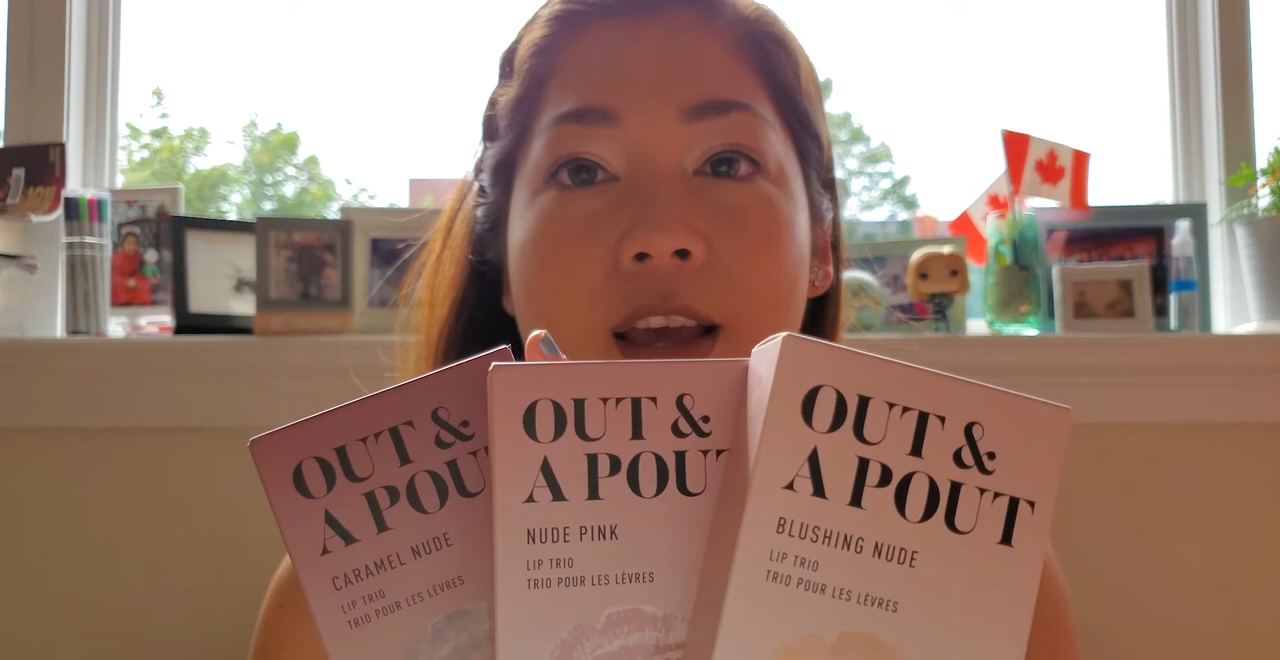 OUT &
A POUT
CARAMEL NUDE
LIP TRIO
TRIO POUR LES LÈVRES
OUT &
A POUT
NUDE PINK
LIP TRIO
TRIO POUR LES LÈVRES
OUT &
A POUT
BLUSHING NUDE
LIP TRIO
TRIO POUR LES LÈVRES